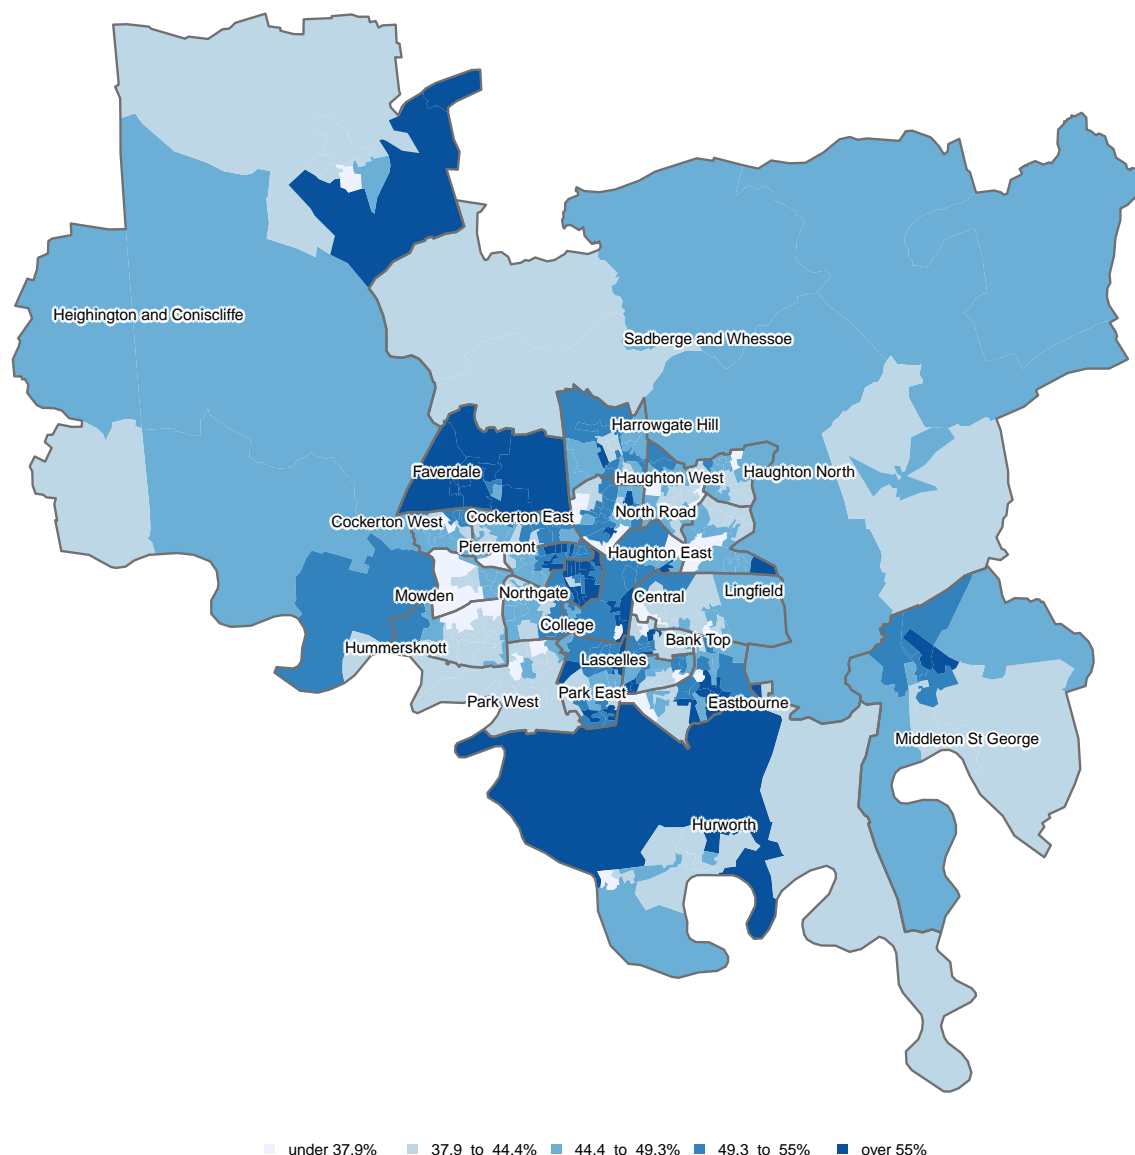 Heighington and Coniscliffe
Sadberge and Whessoe
Harrowgate Hill
Faverdale
Haughton West
Haughton North
Cockerton West
Cockerton East
North Road
Pierremont
Haughton East
Mowden
Northgate
Central
Lingfield
College
Hummersknott
Bank Top
Lascelles
Park West
Park East
Eastbourne
Middleton St George
Hurworth
under 37.9%
37.9 to 44.4%
44.4 to 49.3%
49.3 to 55%
over 55%